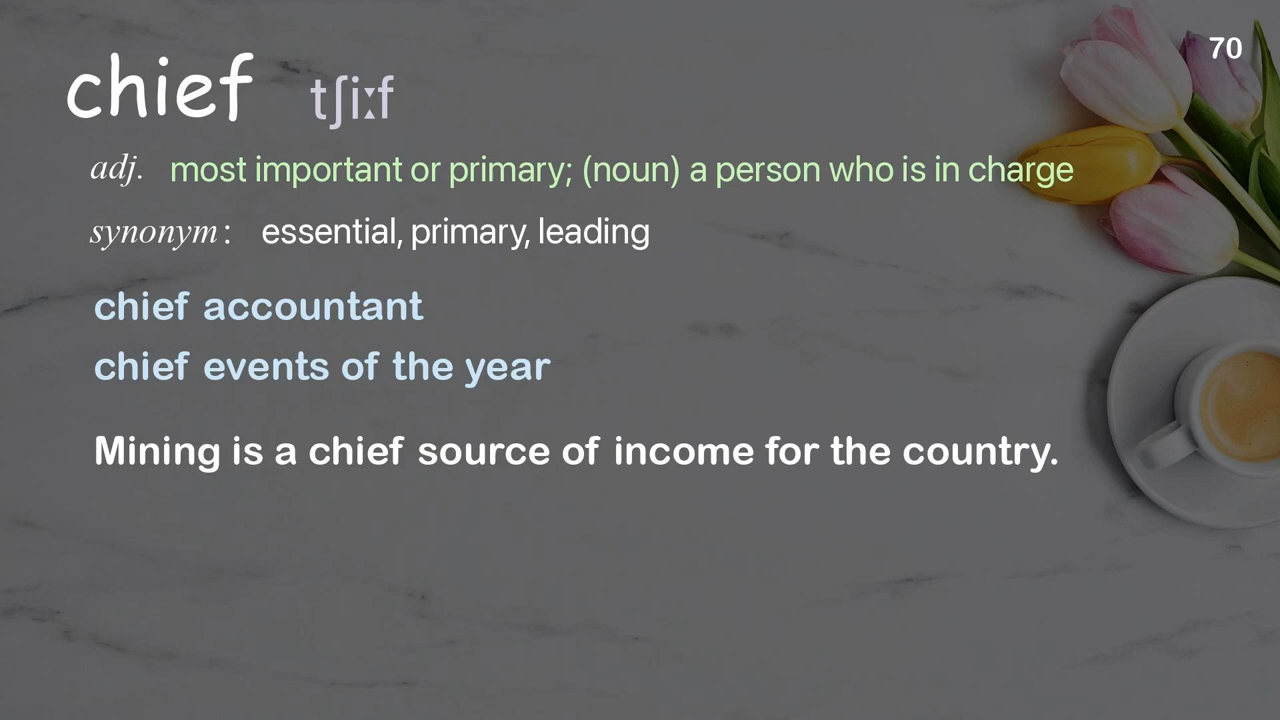 70
chief tʃiːf
adj. most important or primary; (noun) a person who is in charge
synonym: essential, primary, leading
chief accountant
chief events of the year
Mining is a chief source of income for the country.